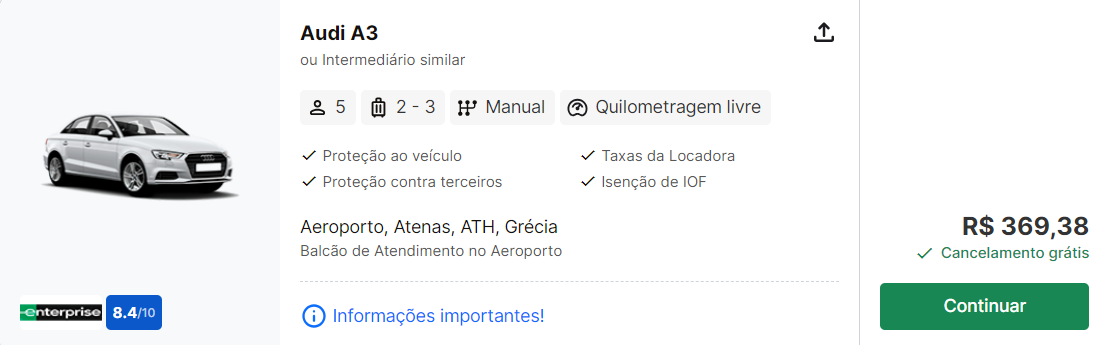 Audi A3
ou Intermediário similar
5
2 - 3
Manual
Quilometragem livre
Proteção ao veículo
Taxas da Locadora
Proteção contra terceiros
Isenção de IOF
Aeroporto, Atenas, ATH, Grécia
Balcão de Atendimento no Aeroporto
R$ 369,38
Cancelamento grátis
enterprise
8.4/10
Informações importantes!
Continuar